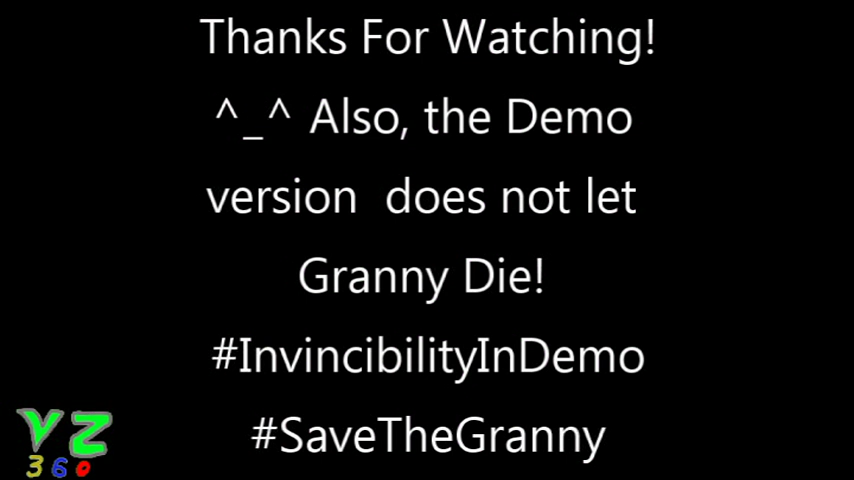 Thanks For Watching!
^_^ Also, the Demo
version  does not let
Granny Die!
#InvincibilityInDemo
#SaveTheGranny
YZ
360